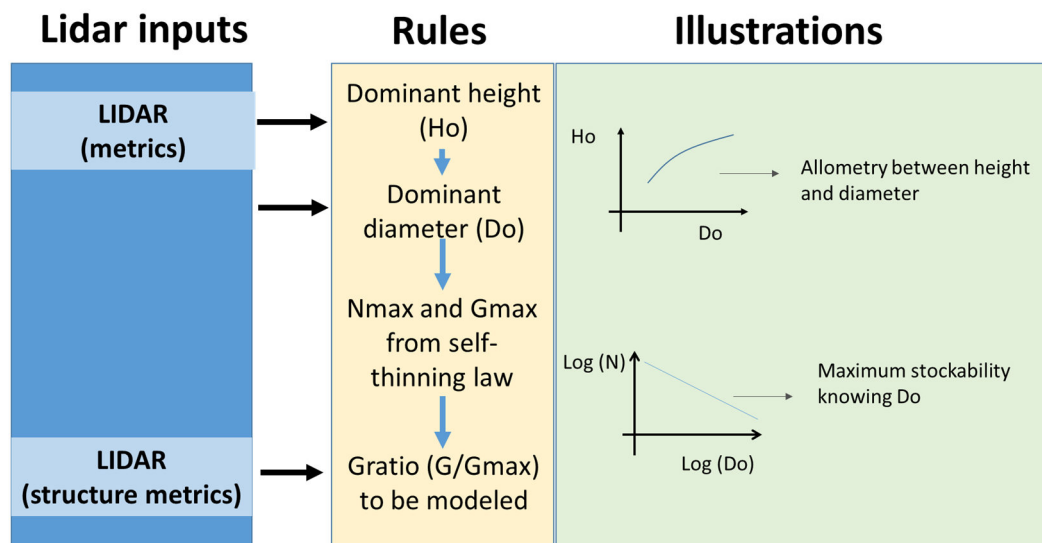 Lidar inputs
Rules
Illustrations
LIDAR
(metrics)
Dominant height
(Ho)
Dominant
diameter (Do)
Nmax and Gmax
from self-
thinning law
LIDAR
(structure metrics)
Gratio (G/Gmax)
to be modeled
Ho
Do
Allometry between height
and diameter
Log (N)
Log (Do)
Maximum stockability
knowing Do